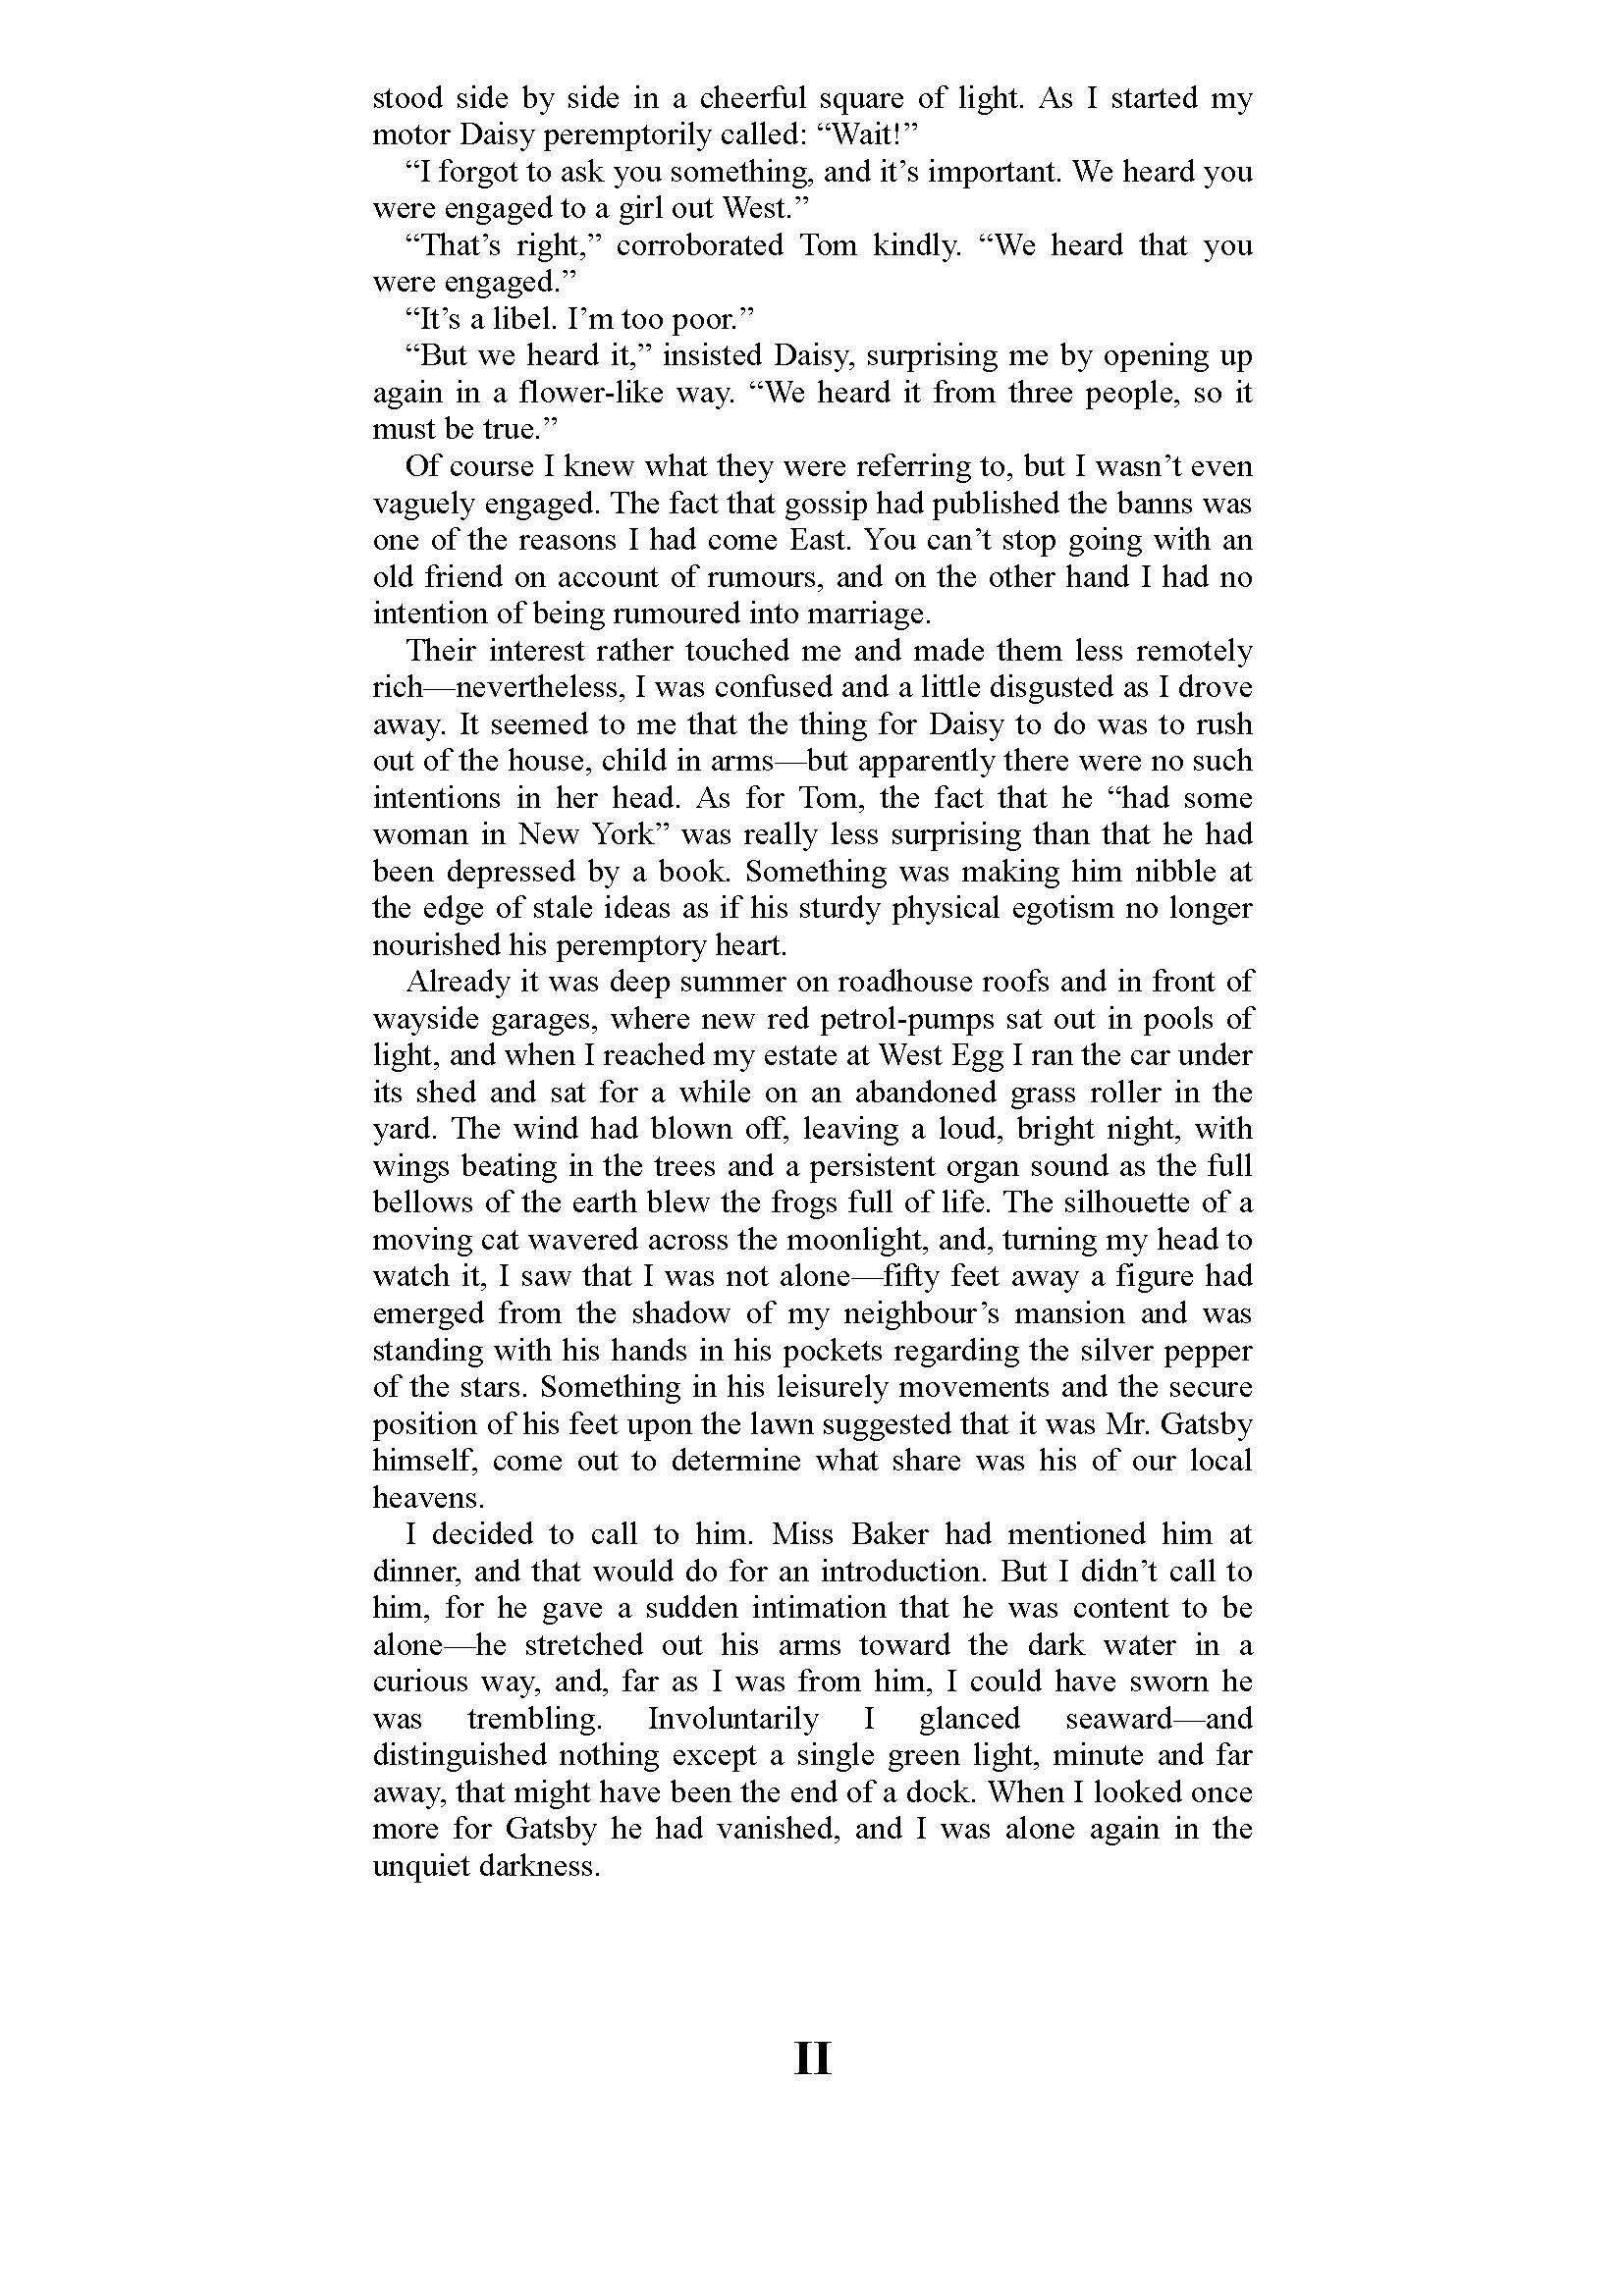 stood side by side in a cheerful square of light. As I started my
motor Daisy peremptorily called: “Wait!”
“I forgot to ask you something, and it’s important. We heard you
were engaged to a girl out West.”
“That’s right,” corroborated Tom kindly. “We heard that you
were engaged.”
“It’s a libel. I’m too poor.”
“But we heard it,” insisted Daisy, surprising me by opening up
again in a flower-like way. “We heard it from three people, so it
must be true.”
Of course I knew what they were referring to, but I wasn’t even
vaguely engaged. The fact that gossip had published the banns was
one of the reasons I had come East. You can’t stop going with an
old friend on account of rumours, and on the other hand I had no
intention of being rumoured into marriage.
Their interest rather touched me and made them less remotely
rich—nevertheless, I was confused and a little disgusted as I drove
away. It seemed to me that the thing for Daisy to do was to rush
out of the house, child in arms—but apparently there were no such
intentions in her head. As for Tom, the fact that he “had some
woman in New York” was really less surprising than that he had
been depressed by a book. Something was making him nibble at
the edge of stale ideas as if his sturdy physical egotism no longer
nourished his peremptory heart.
Already it was deep summer on roadhouse roofs and in front of
wayside garages, where new red petrol-pumps sat out in pools of
light, and when I reached my estate at West Egg I ran the car under
its shed and sat for a while on an abandoned grass roller in the
yard. The wind had blown off, leaving a loud, bright night, with
wings beating in the trees and a persistent organ sound as the full
bellows of the earth blew the frogs full of life. The silhouette of a
moving cat wavered across the moonlight, and, turning my head to
watch it, I saw that I was not alone—fifty feet away a figure had
emerged from the shadow of my neighbour’s mansion and was
standing with his hands in his pockets regarding the silver pepper
of the stars. Something in his leisurely movements and the secure
position of his feet upon the lawn suggested that it was Mr. Gatsby
himself, come out to determine what share was his of our local
heavens.
I decided to call to him. Miss Baker had mentioned him at
dinner, and that would do for an introduction. But I didn’t call to
him, for he gave a sudden intimation that he was content to be
alone—he stretched out his arms toward the dark water in a
curious way, and, far as I was from him, I could have sworn he
was trembling. Involuntarily I glanced seaward—and
distinguished nothing except a single green light, minute and far
away, that might have been the end of a dock. When I looked once
more for Gatsby he had vanished, and I was alone again in the
unquiet darkness.
II